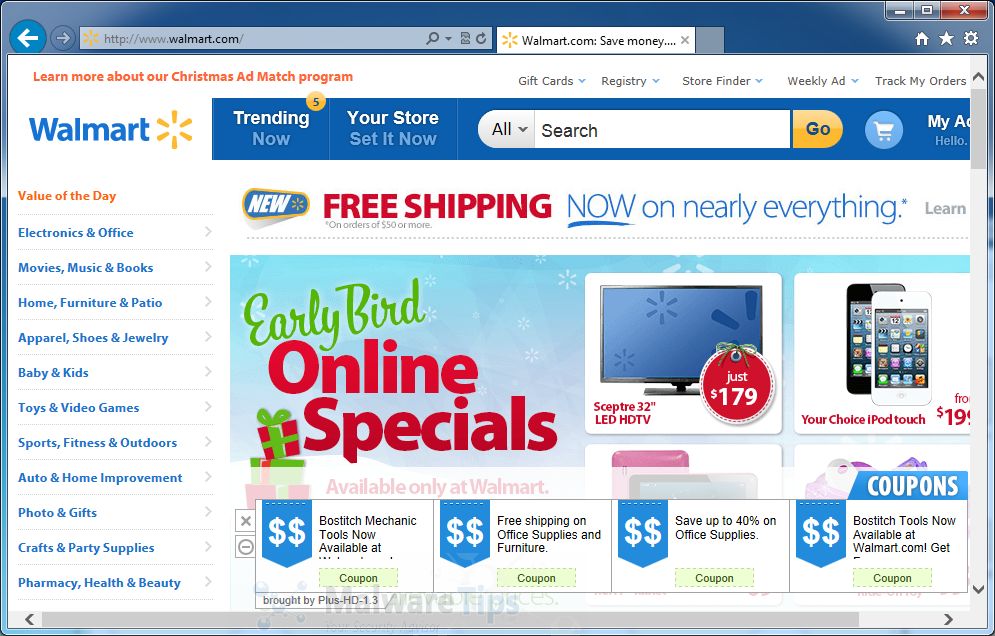 http://www.walmart.com/
Walmart.com: Save money....
Learn more about our Christmas Ad Match program
Gift Cards
Registry
Store Finder
Weekly Ad
Track My Orders
Walmart
Trending
Now
5
Your Store
Set It Now
All
Search
Go
My Ac
Hello.
Value of the Day
Electronics & Office
Movies, Music & Books
Home, Furniture & Patio
Apparel, Shoes & Jewelry
Baby & Kids
Toys & Video Games
Sports, Fitness & Outdoors
Auto & Home Improvement
Photo & Gifts
Crafts & Party Supplies
Pharmacy, Health & Beauty
NEW
FREE SHIPPING NOW on nearly everything.* Learn
*On orders of $50 or more.
Early Bird
Online
Specials
Available only at Walmart.
just
$179
Sceptre 32"
LED HDTV
Your Choice iPod touch
COUPONS
$$
Bostitch Mechanic
Tools Now
Available at
Coupon
$$
Free shipping on
Office Supplies and
Furniture.
Coupon
$$
Save up to 40% on
Office Supplies.
Coupon
$$
Bostitch Tools Now
Available at
Walmart.com! Get
Coupon
brought by Plus-HD-1.3
MalwareTips
Your Security Advisor